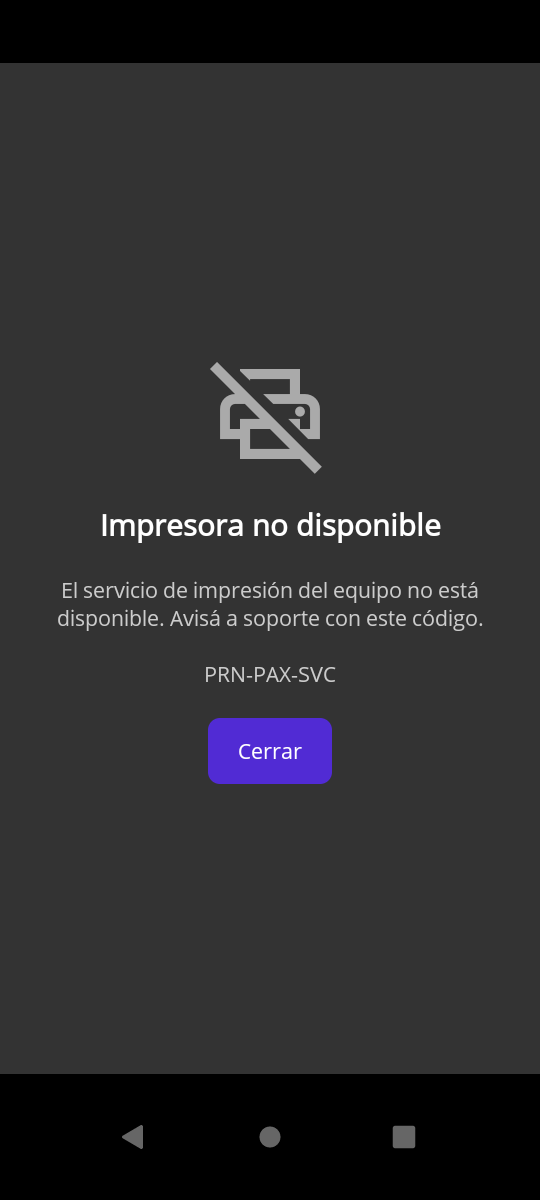 Impresora no disponible
El servicio de impresión del equipo no está
disponible. Avisá a soporte con este código.
PRN-PAX-SVC
Cerrar